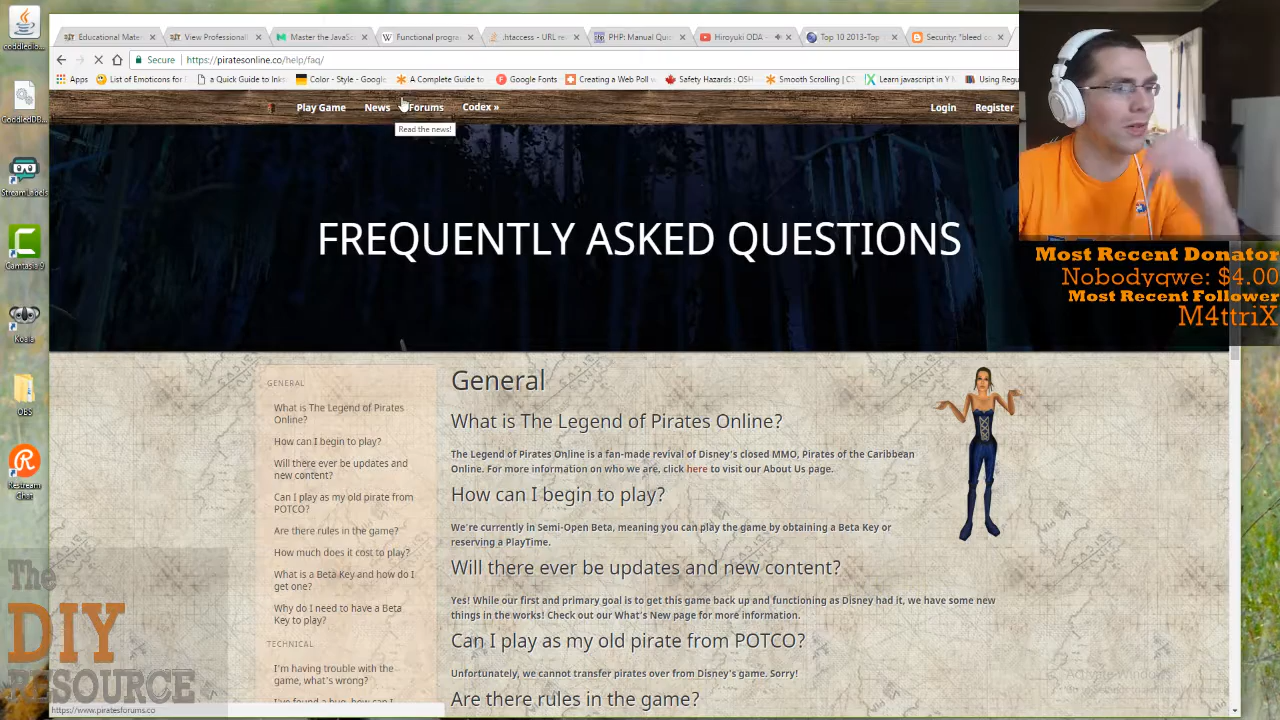 Educational Mate
View Professional
Master the JavaSc
Functional progra
.htaccess - URL re
PHP: Manual Que
Hiroyuki ODA -
Top 10 2013-Top
Security: "bleed c
Secure https://piratesonline.co/help/faq/
Apps List of Emoticons for a Quick Guide to Color - Style - Google A Complete Guide to Google Fonts Creating a Web Poll Safety Hazards : OSH Smooth Scrolling | CS Learn javascript in Y Using Regu
Play Game News Forums Codex » Login Register
Read the news!
FREQUENTLY ASKED QUESTIONS
Most Recent Donator
Nobodyqwe: $4.00
Most Recent Follower
M4ttriX
StreamLabels
Camtasia 9
Koala
OBS
Restream
Chat
GENERAL
What is The Legend of Pirates
Online?
How can I begin to play?
Will there ever be updates and
new content?
Can I play as my old pirate from
POTCO?
Are there rules in the game?
How much does it cost to play?
What is a Beta Key and how do I
get one?
Why do I need to have a Beta
Key to play?
TECHNICAL
I'm having trouble with the
game, what's wrong?
I've found a bug, how can I
General
What is The Legend of Pirates Online?
The Legend of Pirates Online is a fan-made revival of Disney's closed MMO, Pirates of the Caribbean
Online. For more information on who we are, click here to visit our About Us page.
How can I begin to play?
We're currently in Semi-Open Beta, meaning you can play the game by obtaining a Beta Key or
reserving a PlayTime.
Will there ever be updates and new content?
Yes! While our first and primary goal is to get this game back up and functioning as Disney had it, we have some new
things in the works! Check out our What's New page for more information.
Can I play as my old pirate from POTCO?
Unfortunately, we cannot transfer pirates over from Disney's game. Sorry!
Are there rules in the game?
The
DIY
RESOURCE
https://www.piratesforums.co